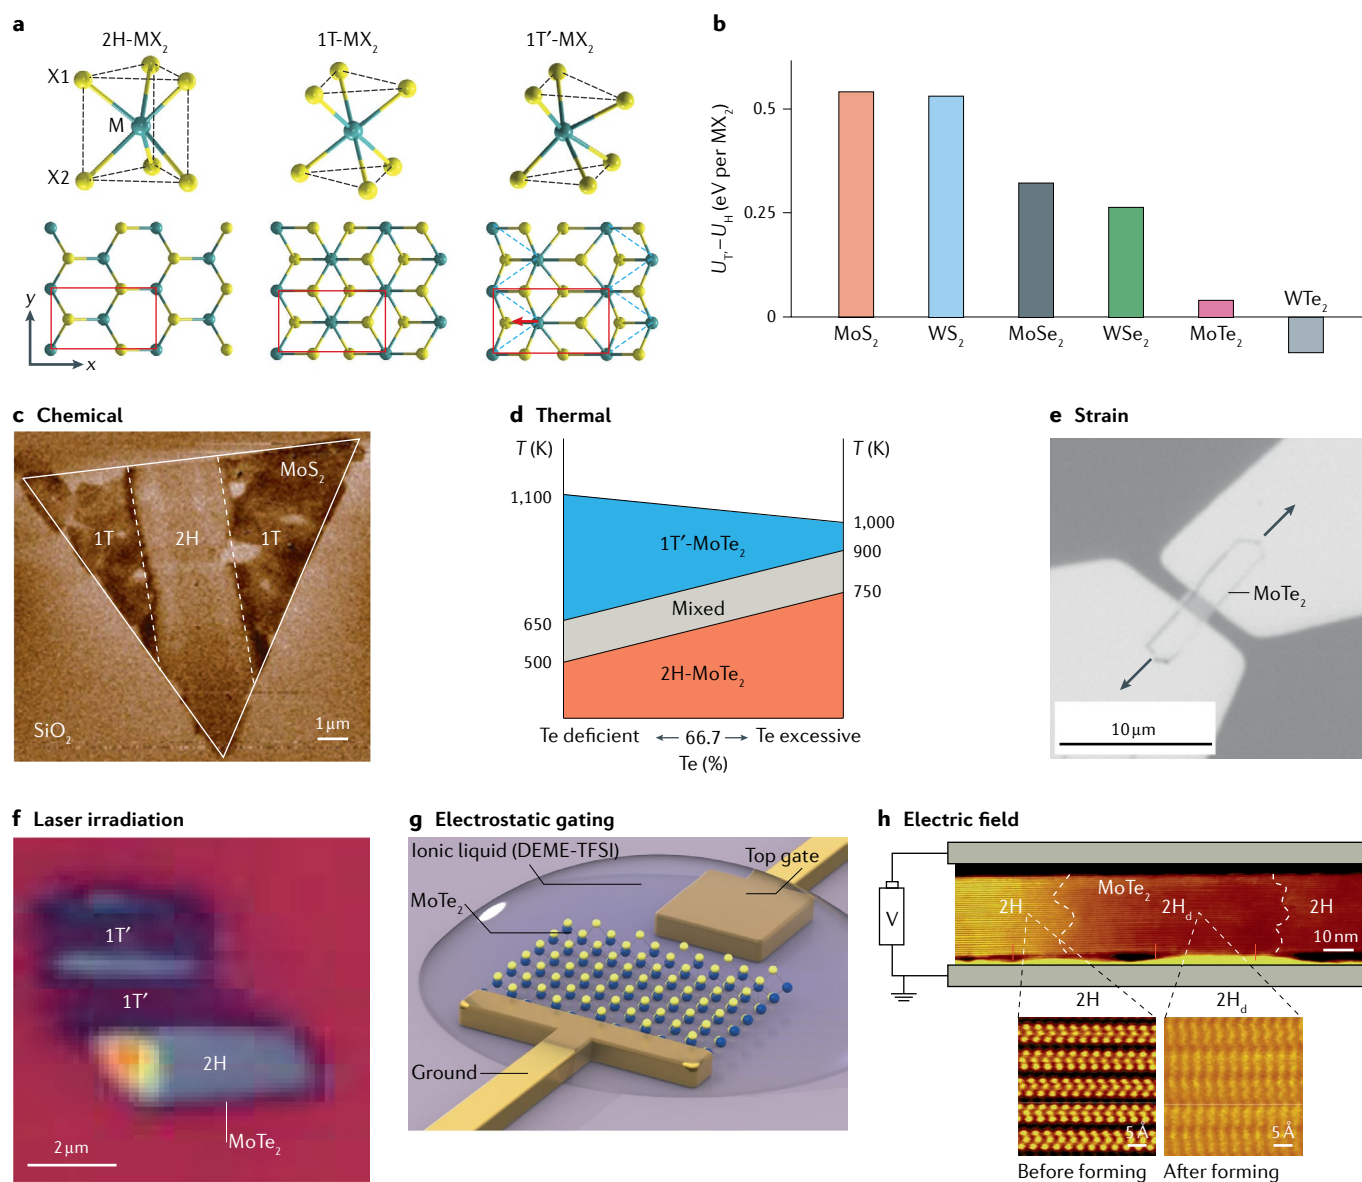 a
2H-MX₂
1T-MX₂
1T′-MX₂
X1
M
X2
y
x
b
U_T′ – U_H (eV per MX₂)
0.5
0.25
0
MoS₂
WS₂
MoSe₂
WSe₂
MoTe₂
WTe₂
c Chemical
MoS₂
1T
2H
1T
SiO₂
1 μm
d Thermal
T (K)
T (K)
1,100
1,000
1T′-MoTe₂
900
Mixed
750
650
500
2H-MoTe₂
Te deficient ← 66.7 → Te excessive
Te (%)
e Strain
MoTe₂
10 μm
f Laser irradiation
1T′
1T′
2H
MoTe₂
2 μm
g Electrostatic gating
Ionic liquid (DEME-TFSI)
Top gate
MoTe₂
Ground
h Electric field
V
MoTe₂
2H
2H_d
2H
10 nm
2H
2H_d
5 Å
5 Å
Before forming
After forming